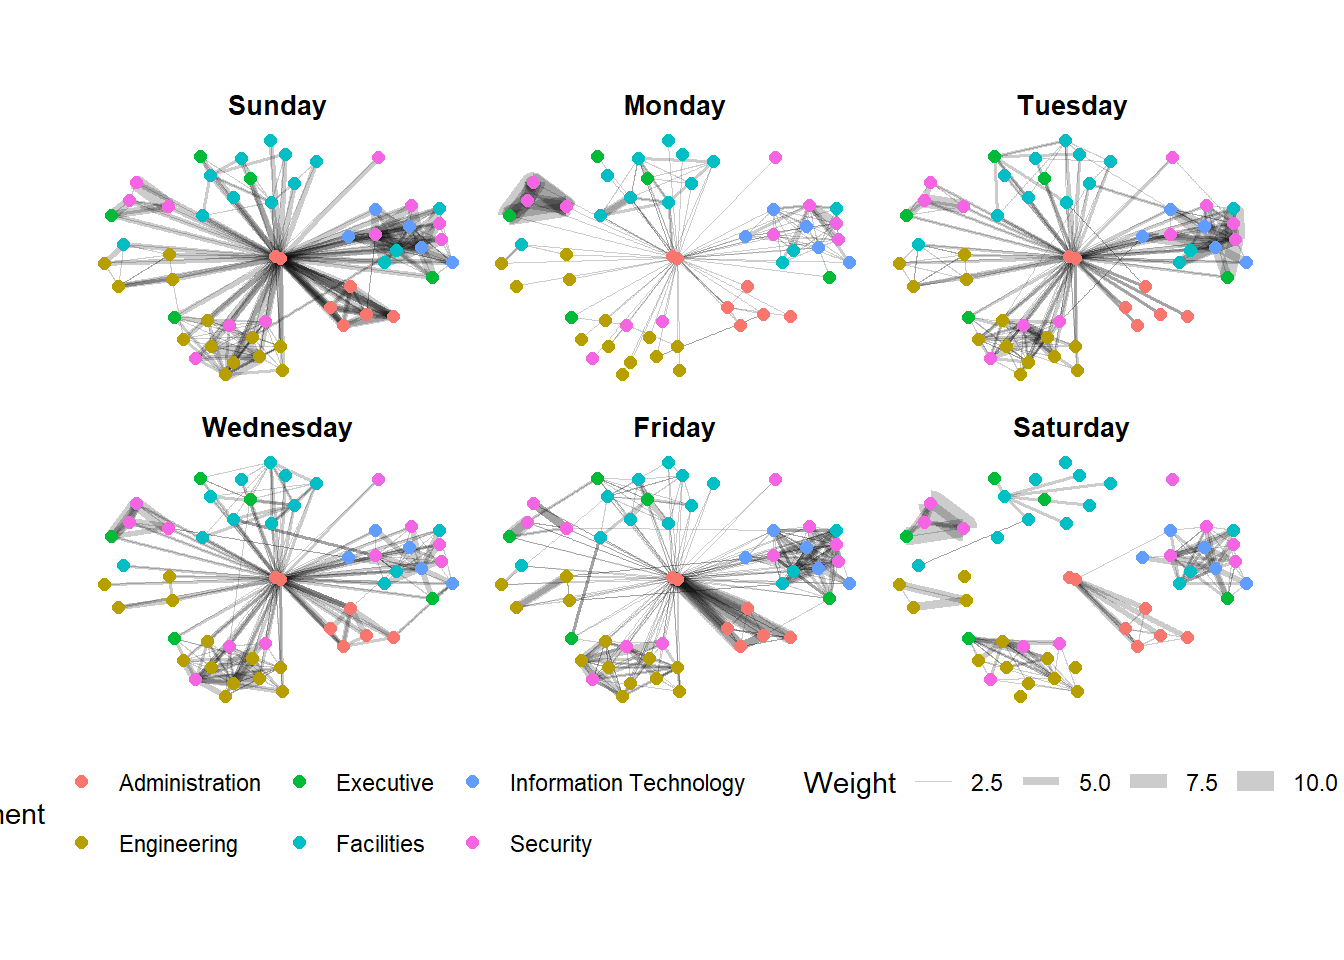 Sunday Monday Tuesday
Wednesday Friday Saturday
Administration Executive Information Technology Weight 2.5 5.0 7.5 10.0
ment
Engineering Facilities Security